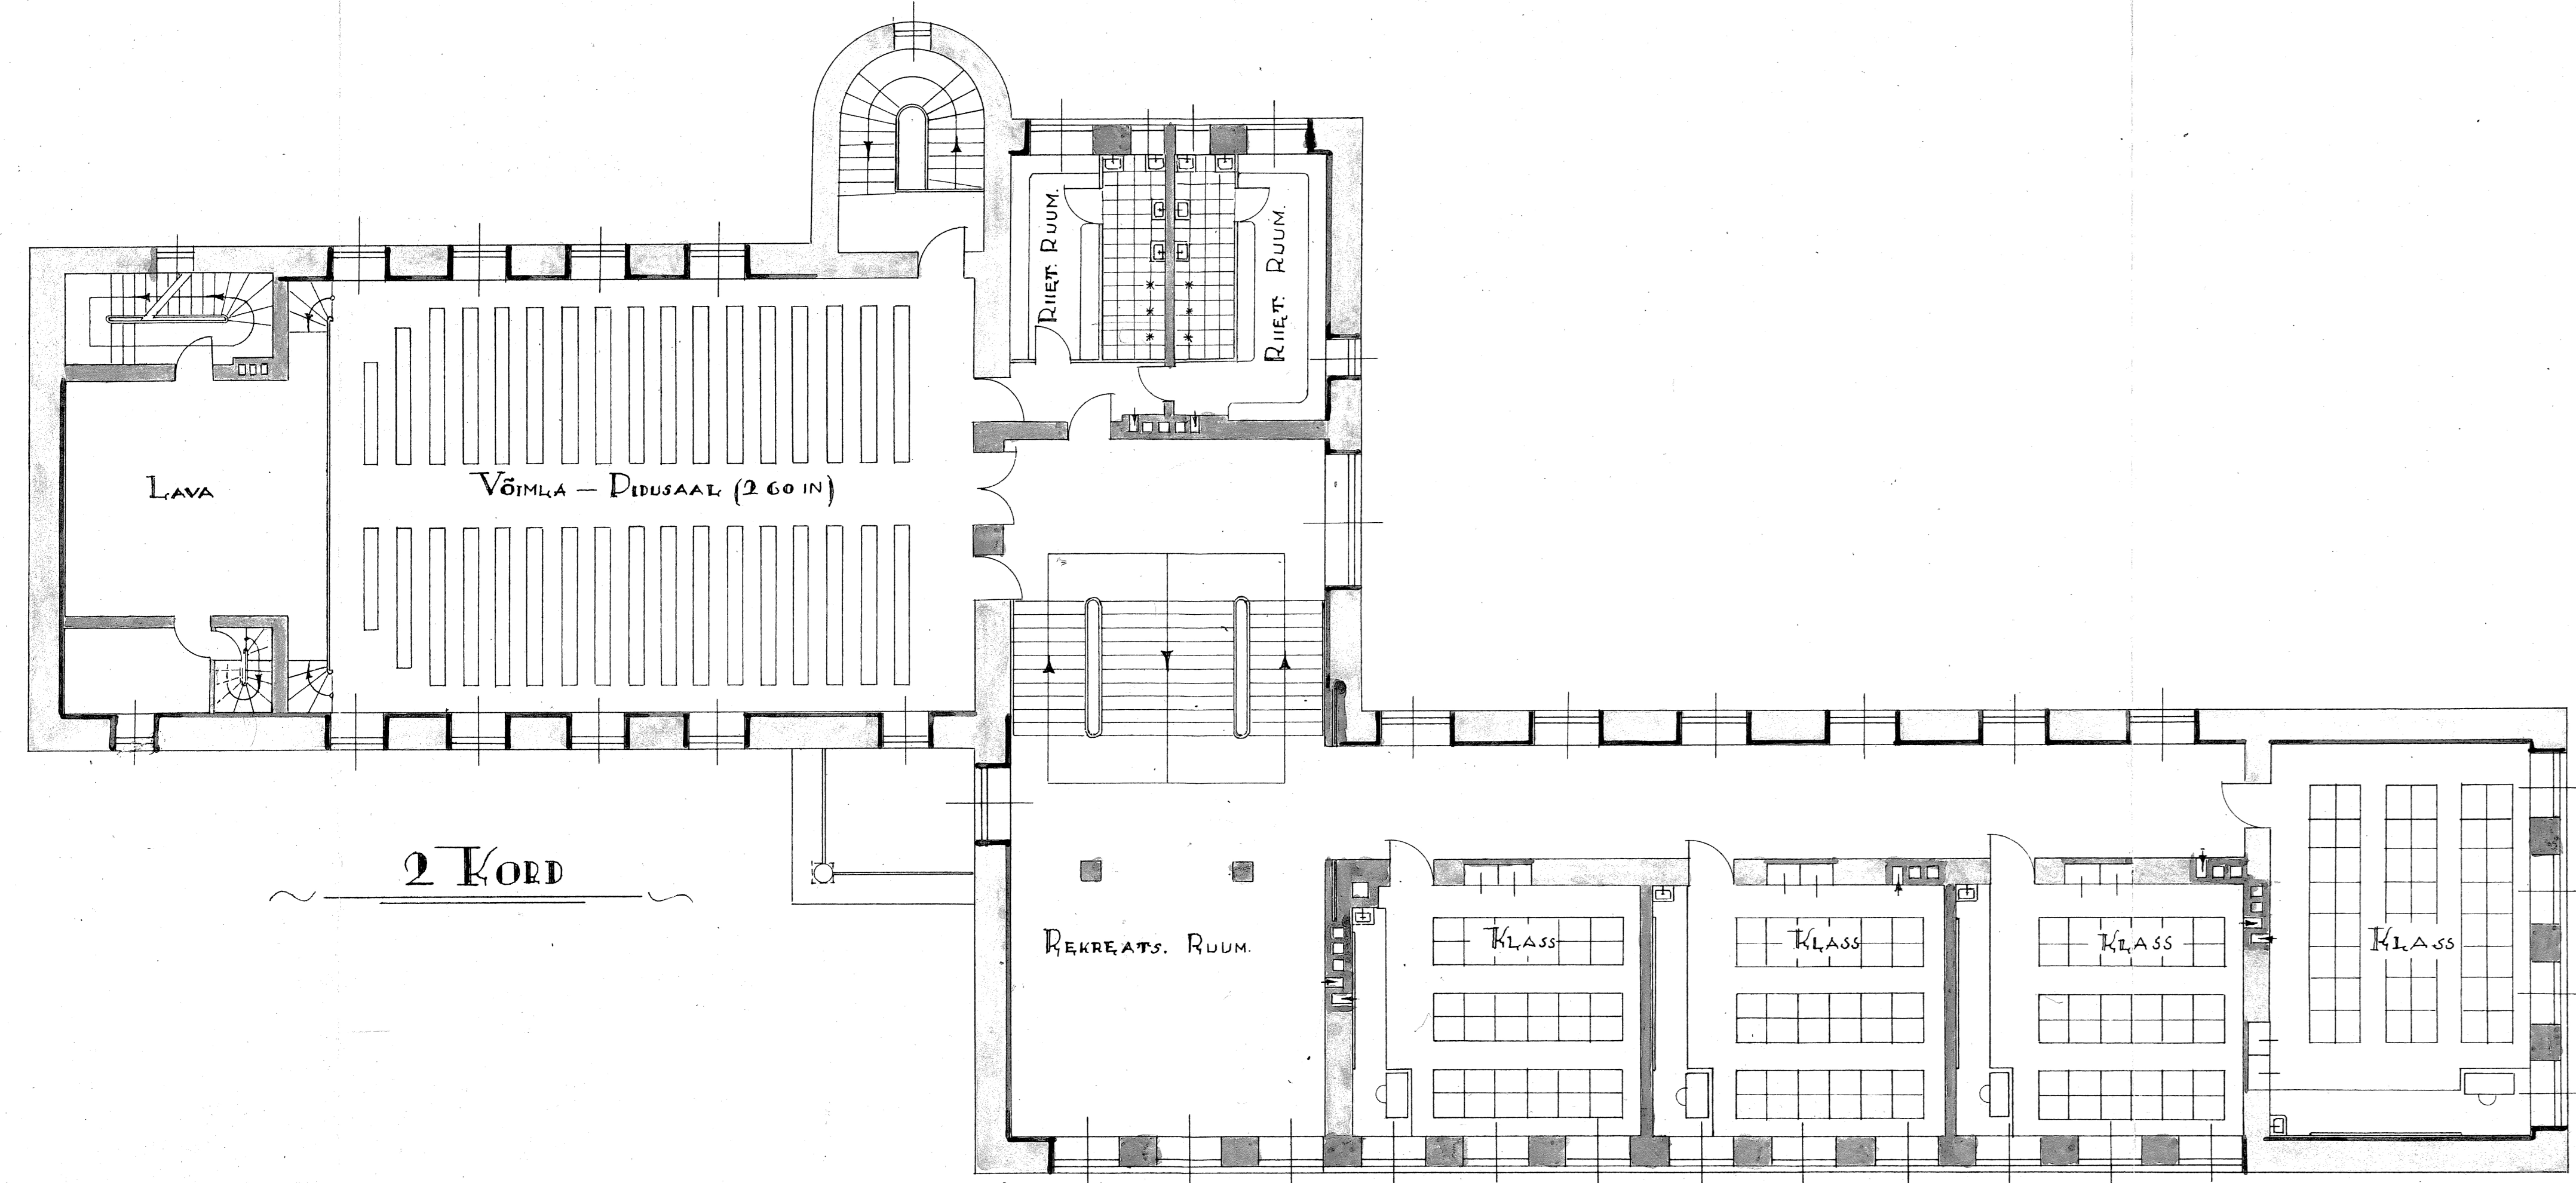 Riiet. Ruum.
Riiet. Ruum.
Lava
Võimla — Pidusaal (260 in)
2 Kord
Rekreats. Ruum.
Klass
Klass
Klass
Klass